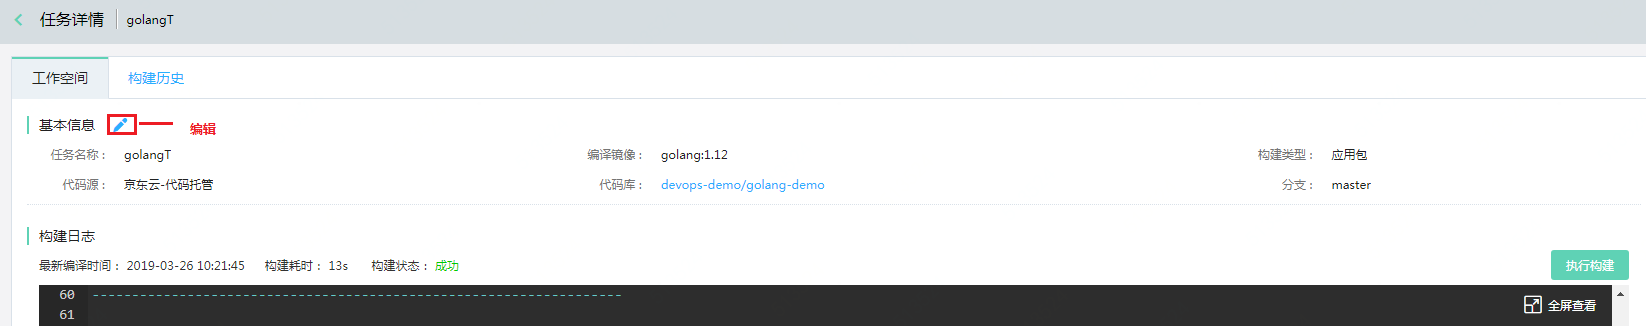 任务详情 golangT
工作空间 构建历史
基本信息 编辑
任务名称： golangT 编译镜像： golang:1.12 构建类型： 应用包
代码源： 京东云-代码托管 代码库： devops-demo/golang-demo 分支： master
构建日志
最新编译时间： 2019-03-26 10:21:45 构建耗时： 13s 构建状态： 成功 执行构建
60 ------------------------------------------------------------------ 全屏查看
61